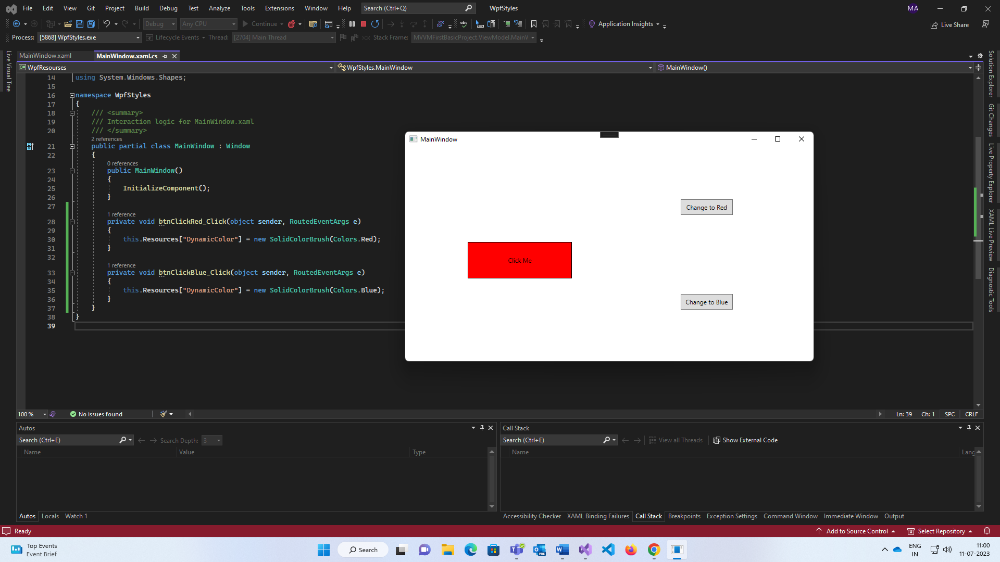 File Edit View Git Project Build Debug Test Analyze Tools Extensions Window Help Search (Ctrl+Q) WpfStyles MA
Debug Any CPU Continue Application Insights Live Share
Process: [5868] WpfStyles.exe Lifecycle Events Thread: [2704] Main Thread Stack Frame: MVVMFirstBasicProject.ViewModel.MainV
MainWindow.xaml MainWindow.xaml.cs
WpfResourses WpfStyles.MainWindow MainWindow()
Live Visual Tree
14 using System.Windows.Shapes;
15
16 namespace WpfStyles
17 {
18 /// <summary>
19 /// Interaction logic for MainWindow.xaml
20 /// </summary>
2 references
21 public partial class MainWindow : Window
22 {
0 references
23 public MainWindow()
24 {
25 InitializeComponent();
26 }
27
1 reference
28 private void btnClickRed_Click(object sender, RoutedEventArgs e)
29 {
30 this.Resources["DynamicColor"] = new SolidColorBrush(Colors.Red);
31 }
32
1 reference
33 private void btnClickBlue_Click(object sender, RoutedEventArgs e)
34 {
35 this.Resources["DynamicColor"] = new SolidColorBrush(Colors.Blue);
36 }
37 }
38 }
39
MainWindow
Change to Red
Click Me
Change to Blue
Solution Explorer
Git Changes
Live Property Explorer
XAML Live Preview
Diagnostic Tools
100 % No issues found Ln: 39 Ch: 1 SPC CRLF
Autos
Search (Ctrl+E) Search Depth: 3
Name Value Type
Autos Locals Watch 1
Call Stack
Search (Ctrl+E) View all Threads Show External Code
Name Lang
Accessibility Checker XAML Binding Failures Call Stack Breakpoints Exception Settings Command Window Immediate Window Output
Ready Add to Source Control Select Repository
Top Events
Event Brief
Search
PRE
ENG
IN
11:00
11-07-2023